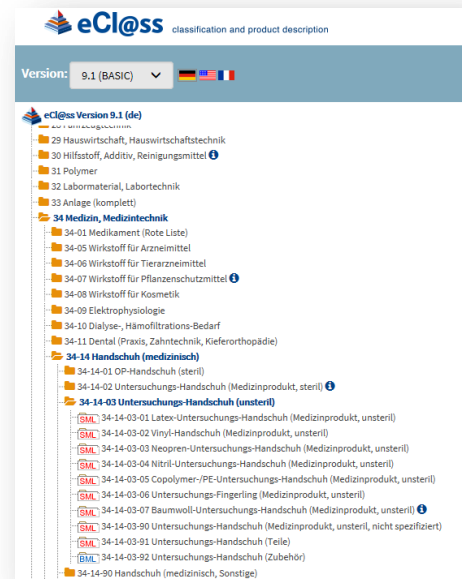 eCl@ss classification and product description
Version: 9.1 (BASIC)
eCl@ss Version 9.1 (de)
28 Fahrzeugtechnik
29 Hauswirtschaft, Hauswirtschaftstechnik
30 Hilfsstoff, Additiv, Reinigungsmittel i
31 Polymer
32 Labormaterial, Labortechnik
33 Anlage (komplett)
34 Medizin, Medizintechnik
34-01 Medikament (Rote Liste)
34-05 Wirkstoff für Arzneimittel
34-06 Wirkstoff für Tierarzneimittel
34-07 Wirkstoff für Pflanzenschutzmittel i
34-08 Wirkstoff für Kosmetik
34-09 Elektrophysiologie
34-10 Dialyse-, Hämofiltrations-Bedarf
34-11 Dental (Praxis, Zahntechnik, Kieferorthopädie)
34-14 Handschuh (medizinisch)
34-14-01 OP-Handschuh (steril)
34-14-02 Untersuchungs-Handschuh (Medizinprodukt, steril) i
34-14-03 Untersuchungs-Handschuh (unsteril)
SML 34-14-03-01 Latex-Untersuchungs-Handschuh (Medizinprodukt, unsteril)
SML 34-14-03-02 Vinyl-Handschuh (Medizinprodukt, unsteril)
SML 34-14-03-03 Neopren-Untersuchungs-Handschuh (Medizinprodukt, unsteril)
SML 34-14-03-04 Nitril-Untersuchungs-Handschuh (Medizinprodukt, unsteril)
SML 34-14-03-05 Copolymer-/PE-Untersuchungs-Handschuh (Medizinprodukt, unsteril)
SML 34-14-03-06 Untersuchungs-Fingerling (Medizinprodukt, unsteril)
SML 34-14-03-07 Baumwoll-Untersuchungs-Handschuh (Medizinprodukt, unsteril) i
SML 34-14-03-90 Untersuchungs-Handschuh (Medizinprodukt, unsteril, nicht spezifiziert)
SML 34-14-03-91 Untersuchungs-Handschuh (Teile)
BML 34-14-03-92 Untersuchungs-Handschuh (Zubehör)
34-14-90 Handschuh (medizinisch, Sonstige)